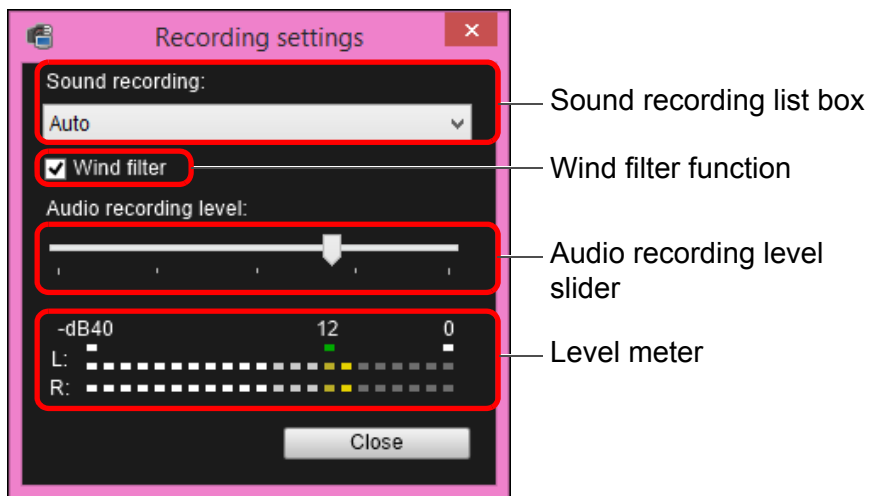 Recording settings
Sound recording:
Auto
Sound recording list box
Wind filter
Wind filter function
Audio recording level:
Audio recording level
slider
-dB40 12 0
L:
R:
Level meter
Close